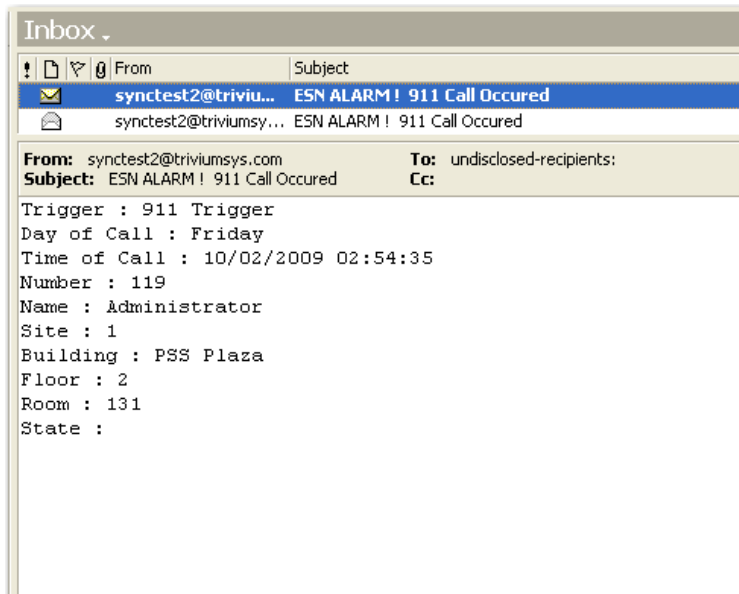 Inbox
! From Subject
synctest2@triviu... ESN ALARM ! 911 Call Occured
synctest2@triviumsy... ESN ALARM ! 911 Call Occured
From: synctest2@triviumsys.com To: undisclosed-recipients:
Subject: ESN ALARM ! 911 Call Occured Cc:
Trigger : 911 Trigger
Day of Call : Friday
Time of Call : 10/02/2009 02:54:35
Number : 119
Name : Administrator
Site : 1
Building : PSS Plaza
Floor : 2
Room : 131
State :